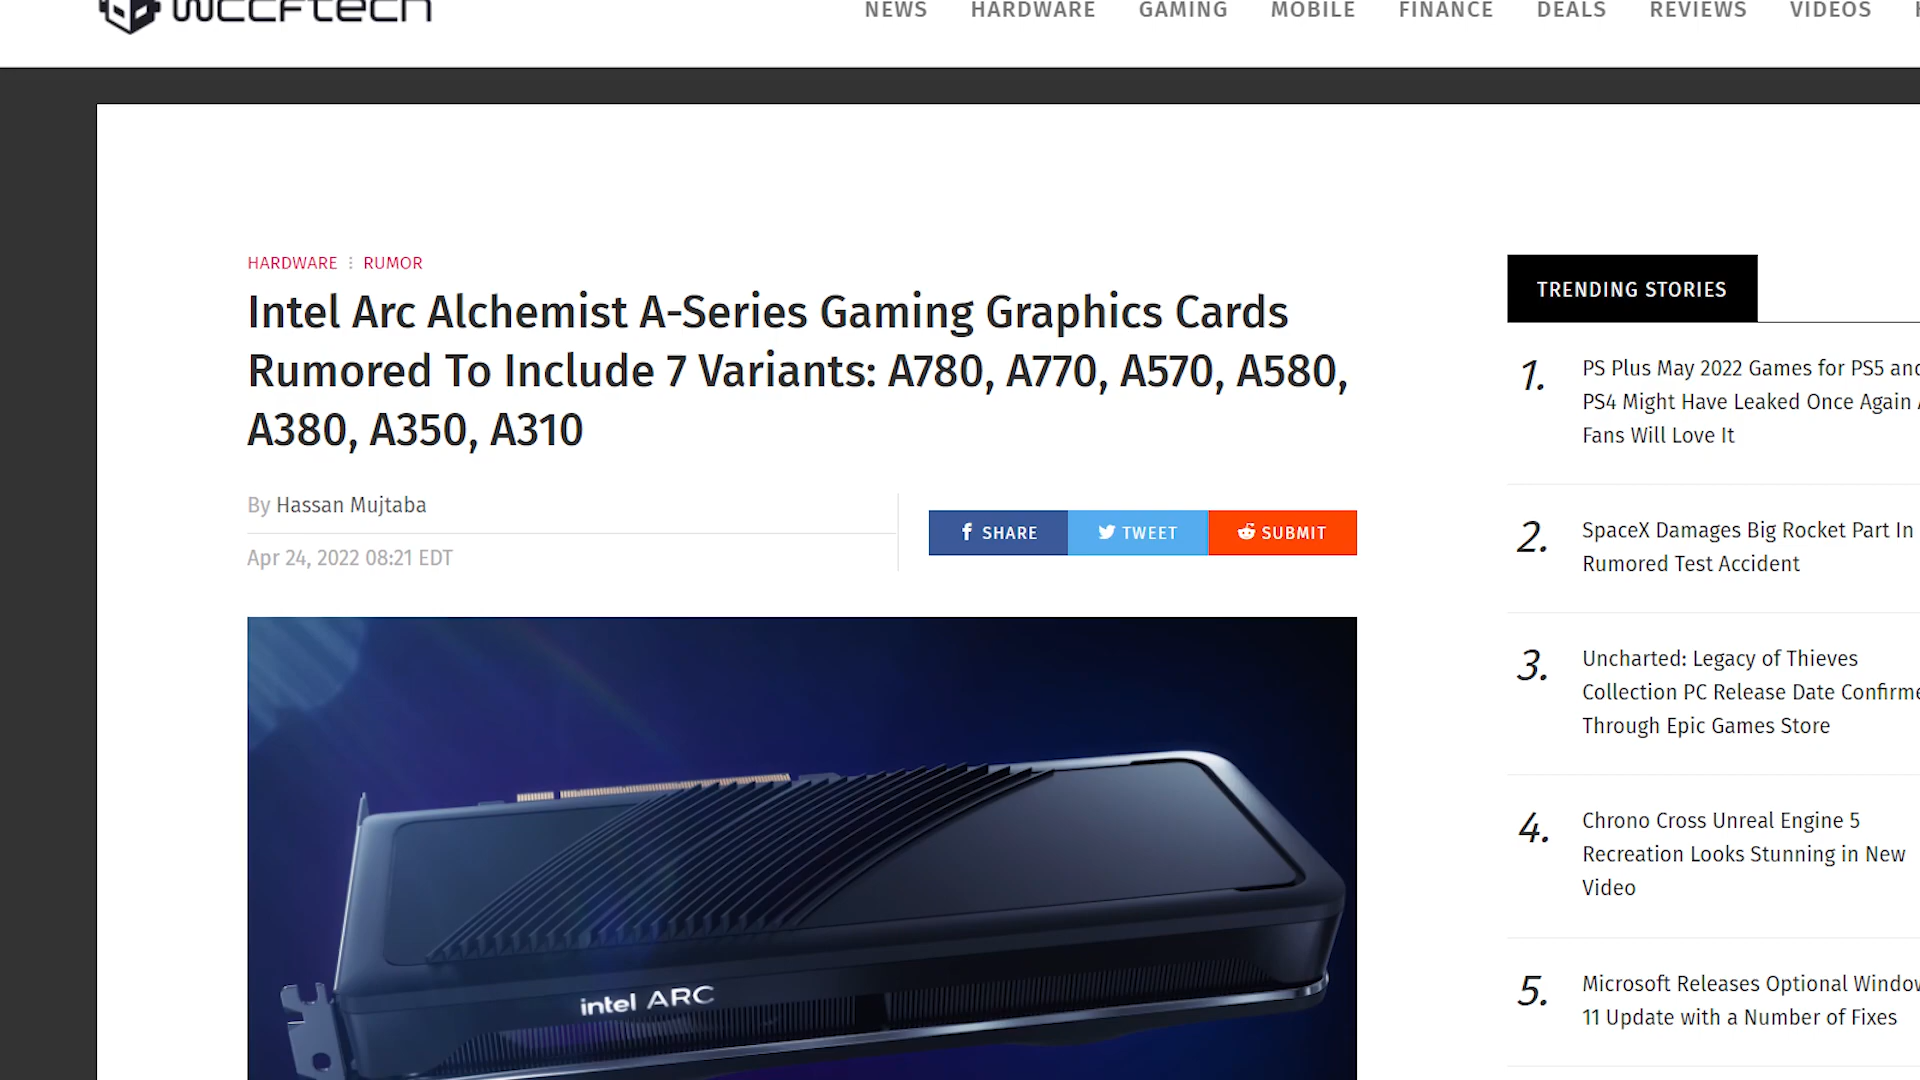 wccftech
NEWS HARDWARE GAMING MOBILE FINANCE DEALS REVIEWS VIDEOS
HARDWARE ⋮ RUMOR
Intel Arc Alchemist A-Series Gaming Graphics Cards
Rumored To Include 7 Variants: A780, A770, A570, A580,
A380, A350, A310
By Hassan Mujtaba
Apr 24, 2022 08:21 EDT
SHARE TWEET SUBMIT
intel ARC
TRENDING STORIES
1. PS Plus May 2022 Games for PS5 and
PS4 Might Have Leaked Once Again
Fans Will Love It
2. SpaceX Damages Big Rocket Part In
Rumored Test Accident
3. Uncharted: Legacy of Thieves
Collection PC Release Date Confirme
Through Epic Games Store
4. Chrono Cross Unreal Engine 5
Recreation Looks Stunning in New
Video
5. Microsoft Releases Optional Window
11 Update with a Number of Fixes